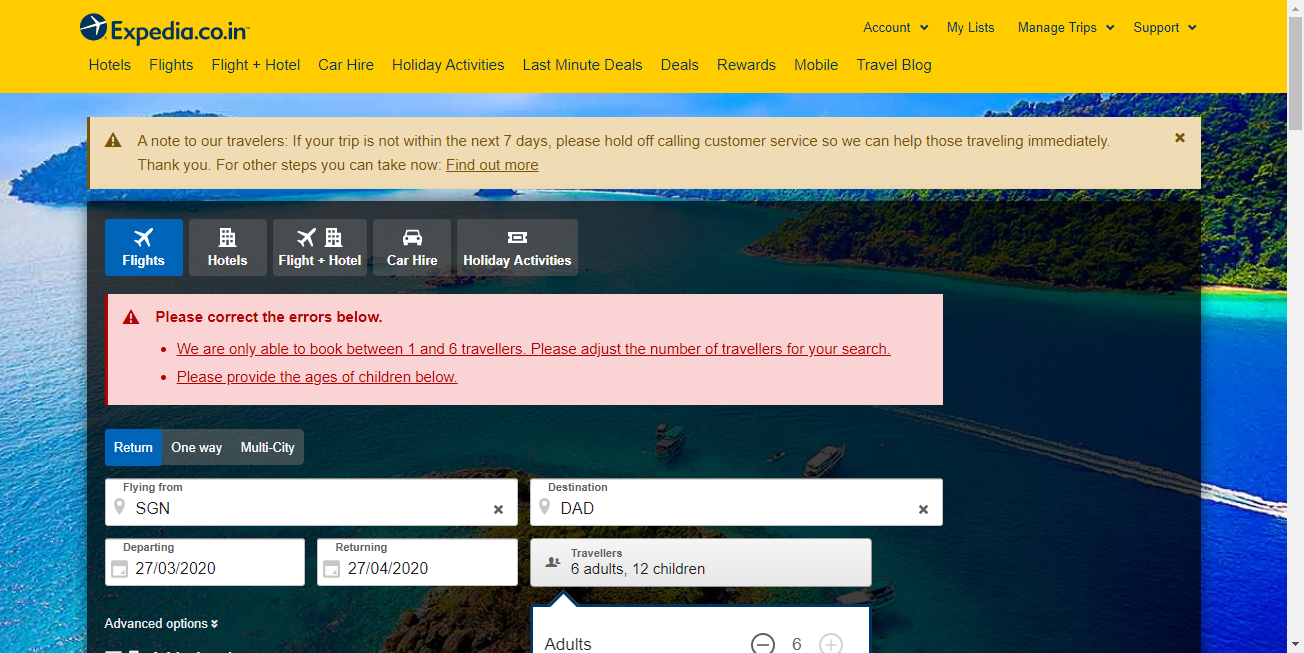 Expedia.co.in
Account
My Lists
Manage Trips
Support
Hotels
Flights
Flight + Hotel
Car Hire
Holiday Activities
Last Minute Deals
Deals
Rewards
Mobile
Travel Blog
A note to our travelers: If your trip is not within the next 7 days, please hold off calling customer service so we can help those traveling immediately.
Thank you. For other steps you can take now: Find out more
Flights
Hotels
Flight + Hotel
Car Hire
Holiday Activities
Please correct the errors below.
We are only able to book between 1 and 6 travellers. Please adjust the number of travellers for your search.
Please provide the ages of children below.
Return
One way
Multi-City
Flying from
SGN
Destination
DAD
Departing
27/03/2020
Returning
27/04/2020
Travellers
6 adults, 12 children
Advanced options
Adults
6